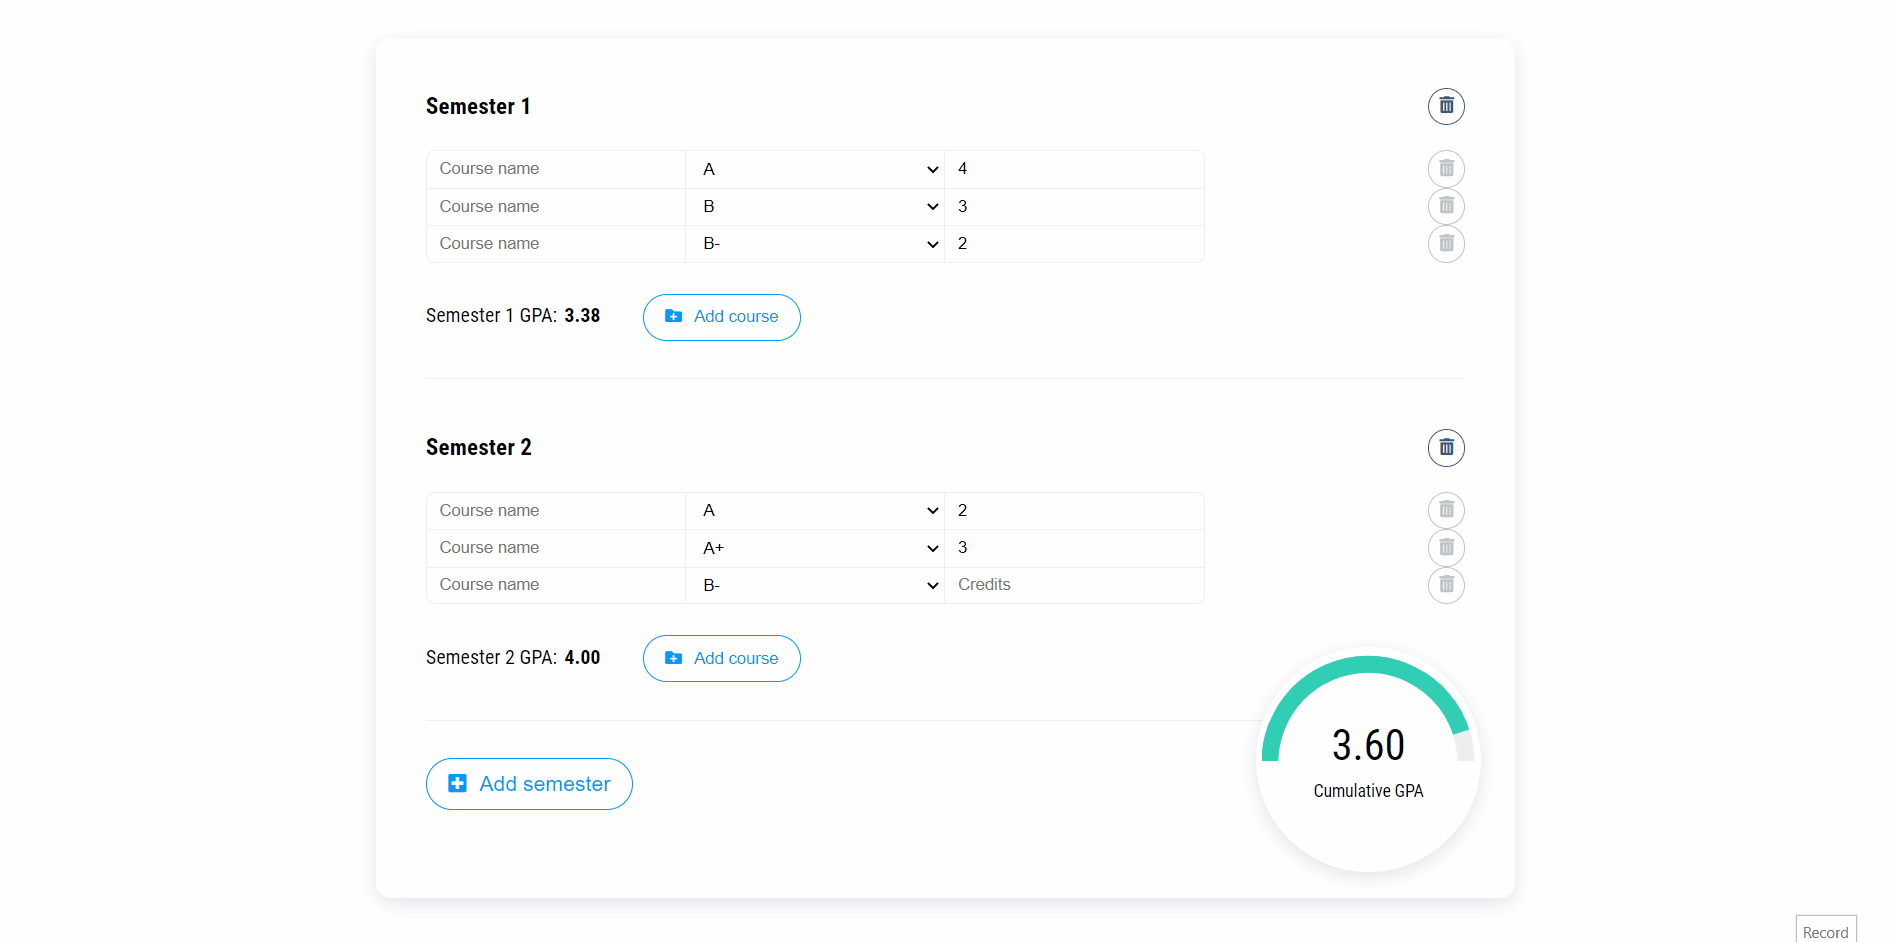 Semester 1
Course name A 4
Course name B 3
Course name B- 2
Semester 1 GPA: 3.38 Add course
Semester 2
Course name A 2
Course name A+ 3
Course name B- Credits
Semester 2 GPA: 4.00 Add course
3.60
Cumulative GPA
Add semester
Record